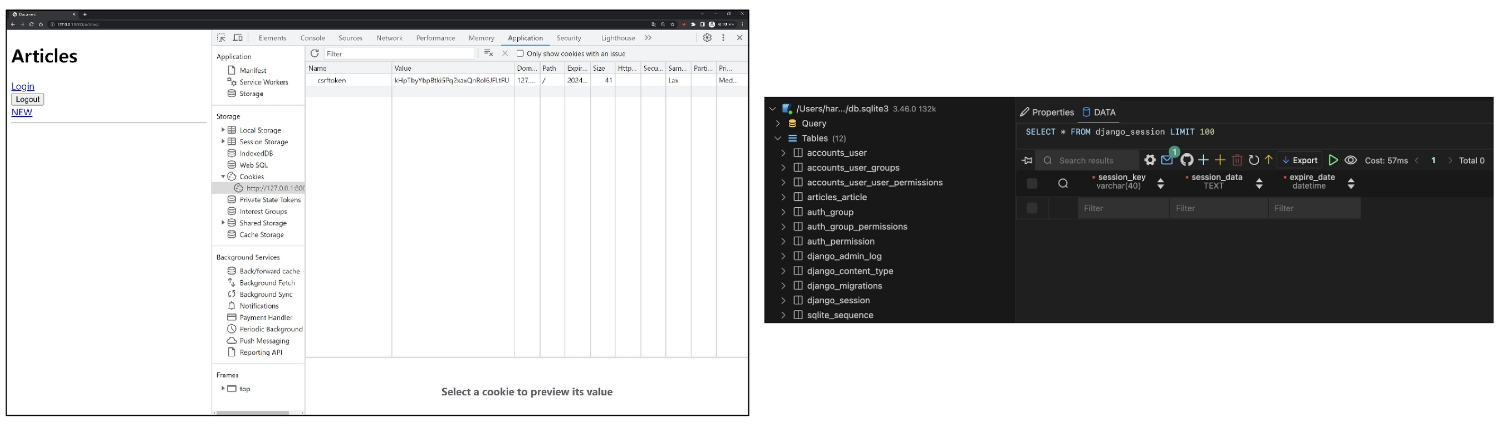 Elements Console Sources Network Performance Memory Application Security Lighthouse
Articles
Login
Logout
NEW
Application
Manifest
Service Workers
Storage
Storage
Local Storage
Session Storage
IndexedDB
Web SQL
Cookies
http://127.0.0.1:800
Private State Tokens
Interest Groups
Shared Storage
Cache Storage
Background Services
Back/forward cache
Background Fetch
Background Sync
Notifications
Payment Handler
Periodic Background
Push Messaging
Reporting API
Frames
top
Filter
Only show cookies with an issue
Name Value Dom... Path Expir... Size Http... Secu... Sam... Parti... Pri...
csrftoken 127.... / 2024... 41 Lax Med...
Select a cookie to preview its value
/Users/har.../db.sqlite3 3.46.0 132k
Query
Tables (12)
accounts_user
accounts_user_groups
accounts_user_user_permissions
articles_article
auth_group
auth_group_permissions
auth_permission
django_admin_log
django_content_type
django_migrations
django_session
sqlite_sequence
Properties DATA
SELECT * FROM django_session LIMIT 100
Search results 1 Export Cost: 57ms < 1 > Total 0
* session_key * session_data * expire_date
varchar(40) TEXT datetime
Filter Filter Filter